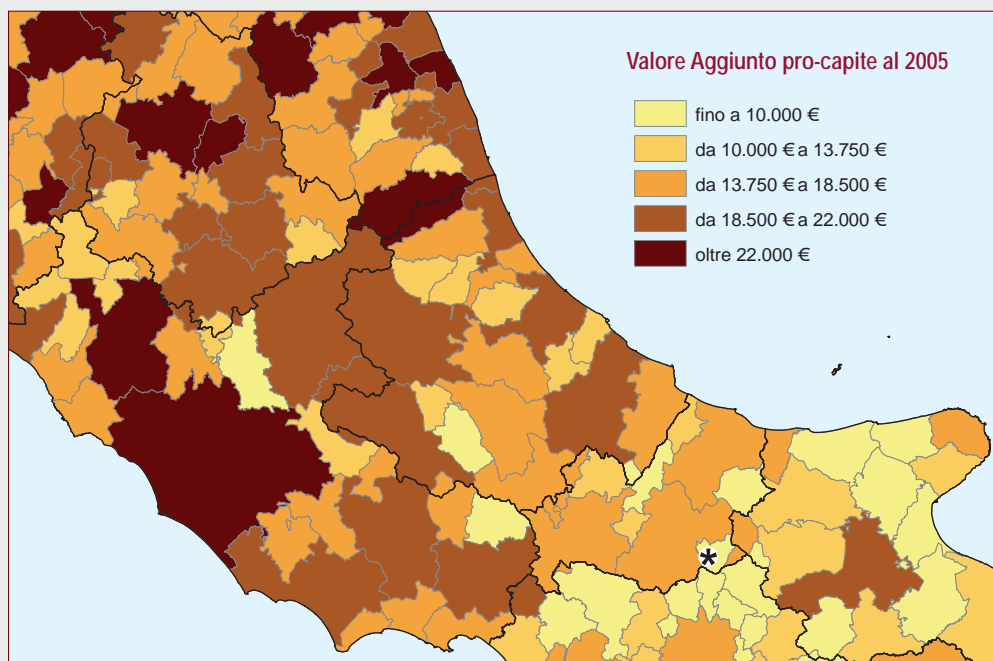 Valore Aggiunto pro-capite al 2005
fino a 10.000 €
da 10.000 € a 13.750 €
da 13.750 € a 18.500 €
da 18.500 € a 22.000 €
oltre 22.000 €
*